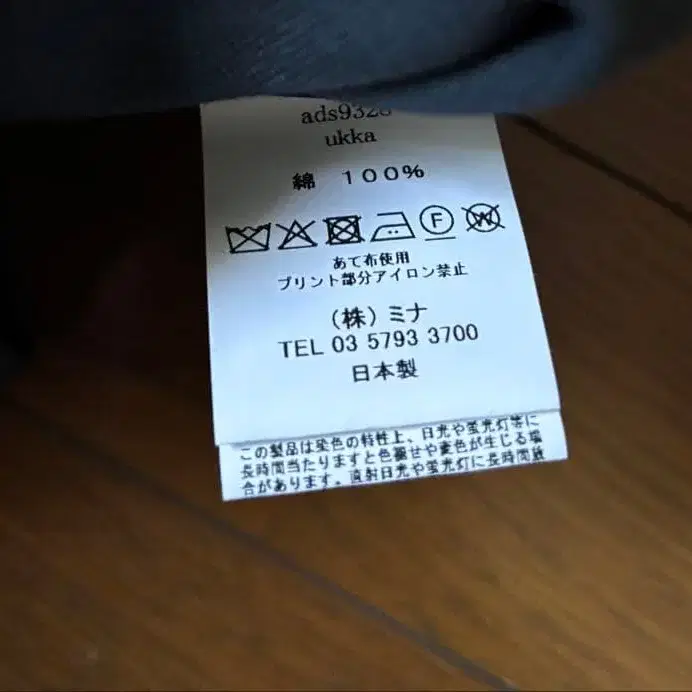 ads9328
ukka
綿 100%
F
W
あて布使用
プリント部分アイロン禁止
(株)ミナ
TEL 03 5793 3700
日本製
この製品は染色の特性上、日光や蛍光灯等に
長時間当たりますと色褪せや変色が生じる場
合があります。直射日光や蛍光灯に長時間放